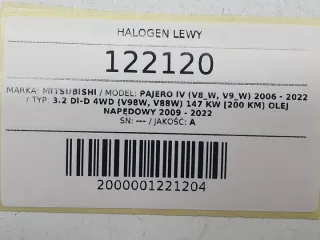 HALOGEN LEWY
122120
MARKA: MITSUBISHI / MODEL: PAJERO IV (V8_W, V9_W) 2006 - 2022
/ TYP: 3.2 DI-D 4WD (V98W, V88W) 147 KW [200 KM] OLEJ
NAPĘDOWY 2009 - 2022
SN: --- / JAKOŚĆ: A
2000001221204